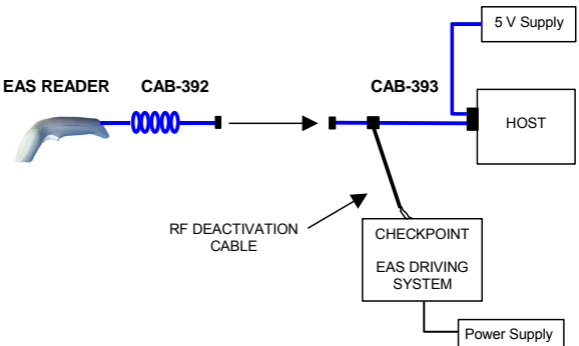 5 V Supply
EAS READER
CAB-392
CAB-393
HOST
RF DEACTIVATION
CABLE
CHECKPOINT
EAS DRIVING
SYSTEM
Power Supply